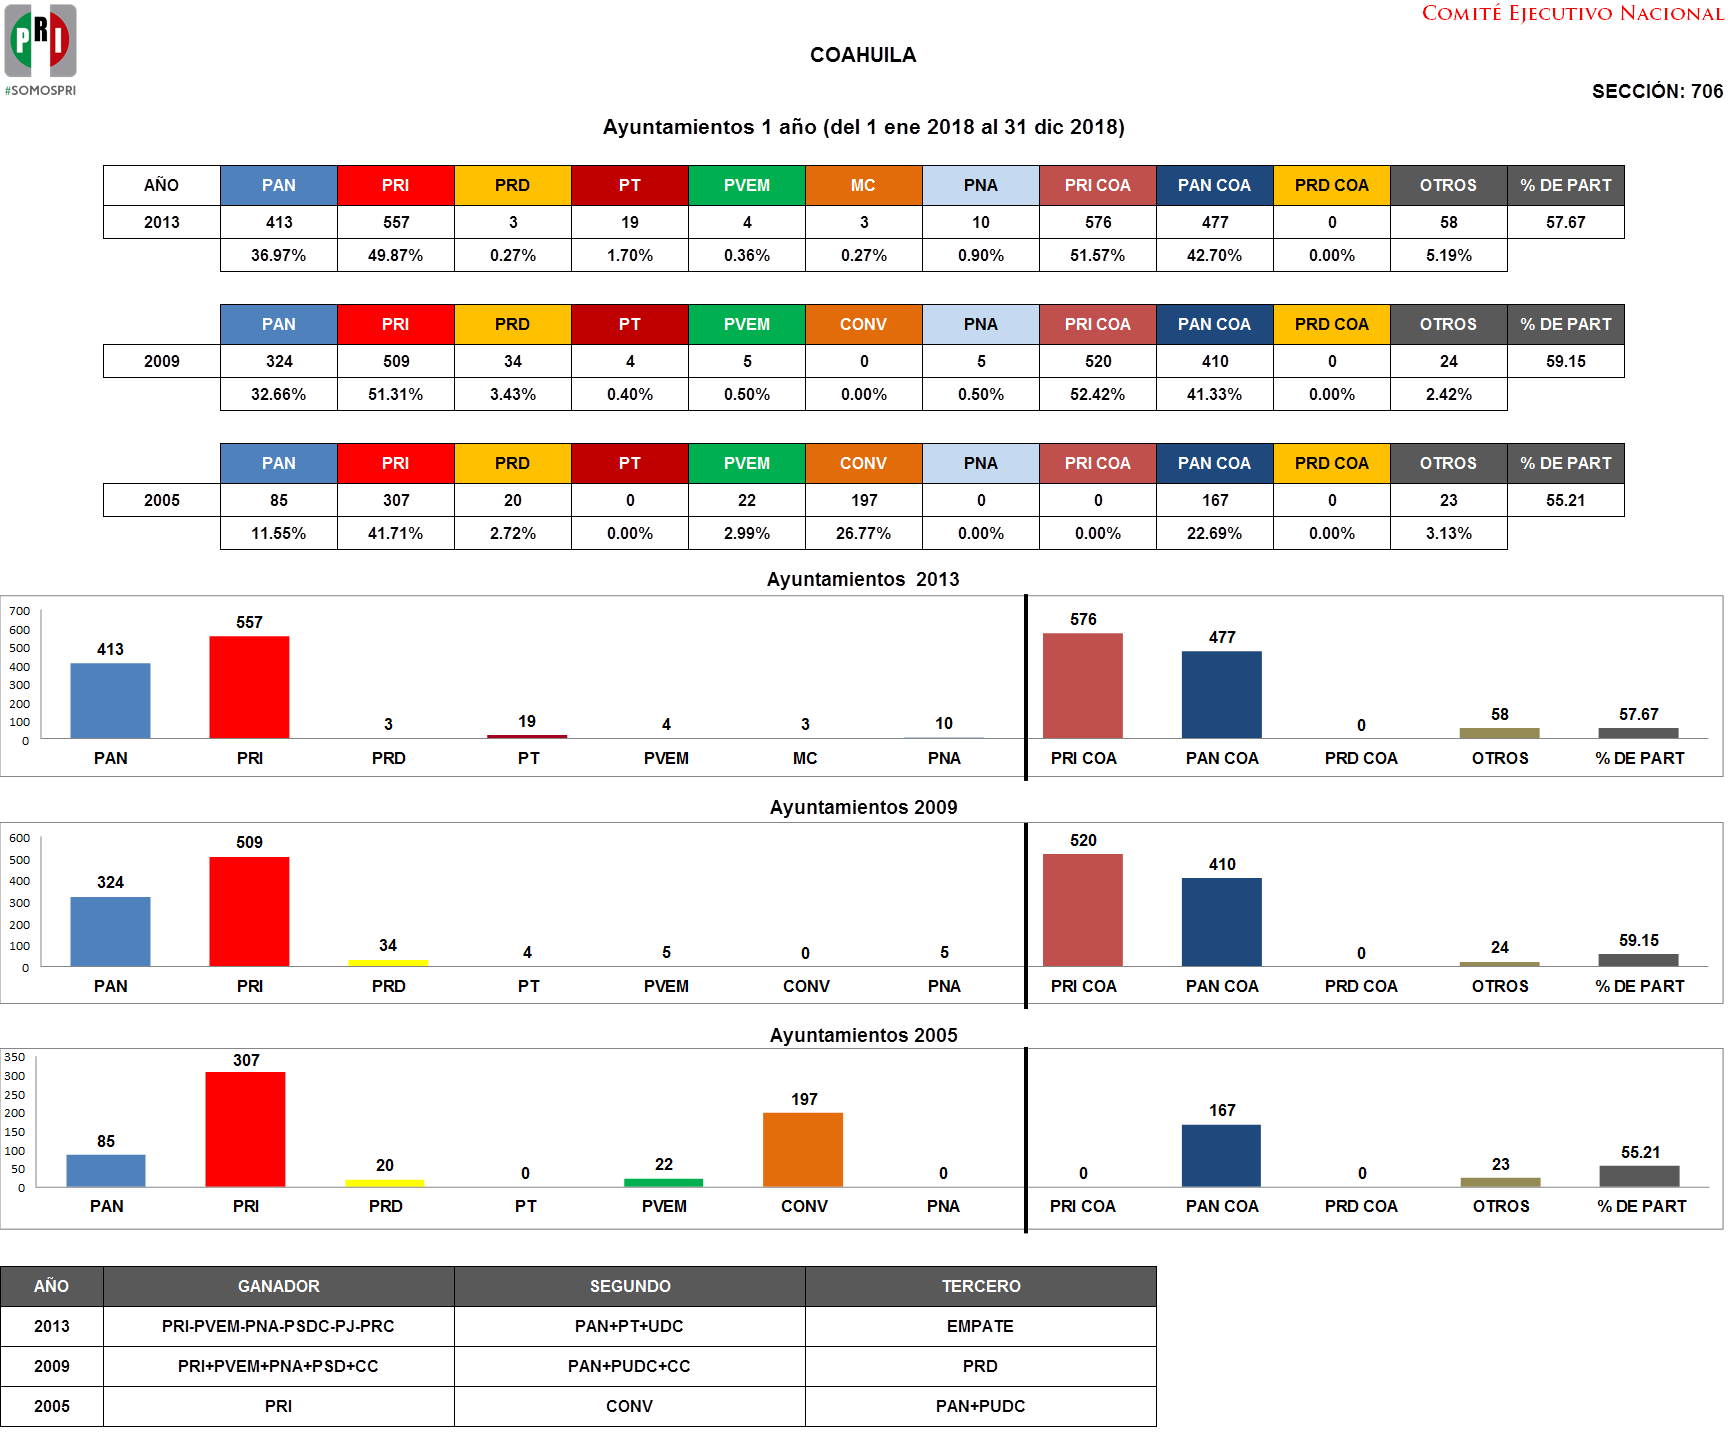 PRI
#SOMOSPRI
COMITÉ EJECUTIVO NACIONAL
COAHUILA
SECCIÓN: 706
Ayuntamientos 1 año (del 1 ene 2018 al 31 dic 2018)
AÑO PAN PRI PRD PT PVEM MC PNA PRI COA PAN COA PRD COA OTROS % DE PART
2013 413 557 3 19 4 3 10 576 477 0 58 57.67
36.97% 49.87% 0.27% 1.70% 0.36% 0.27% 0.90% 51.57% 42.70% 0.00% 5.19%
PAN PRI PRD PT PVEM CONV PNA PRI COA PAN COA PRD COA OTROS % DE PART
2009 324 509 34 4 5 0 5 520 410 0 24 59.15
32.66% 51.31% 3.43% 0.40% 0.50% 0.00% 0.50% 52.42% 41.33% 0.00% 2.42%
PAN PRI PRD PT PVEM CONV PNA PRI COA PAN COA PRD COA OTROS % DE PART
2005 85 307 20 0 22 197 0 0 167 0 23 55.21
11.55% 41.71% 2.72% 0.00% 2.99% 26.77% 0.00% 0.00% 22.69% 0.00% 3.13%
Ayuntamientos 2013
700
600
500
400
300
200
100
0
413 557 3 19 4 3 10 576 477 0 58 57.67
PAN PRI PRD PT PVEM MC PNA PRI COA PAN COA PRD COA OTROS % DE PART
Ayuntamientos 2009
600
500
400
300
200
100
0
324 509 34 4 5 0 5 520 410 0 24 59.15
PAN PRI PRD PT PVEM CONV PNA PRI COA PAN COA PRD COA OTROS % DE PART
Ayuntamientos 2005
350
300
250
200
150
100
50
0
85 307 20 0 22 197 0 0 167 0 23 55.21
PAN PRI PRD PT PVEM CONV PNA PRI COA PAN COA PRD COA OTROS % DE PART
AÑO GANADOR SEGUNDO TERCERO
2013 PRI-PVEM-PNA-PSDC-PJ-PRC PAN+PT+UDC EMPATE
2009 PRI+PVEM+PNA+PSD+CC PAN+PUDC+CC PRD
2005 PRI CONV PAN+PUDC